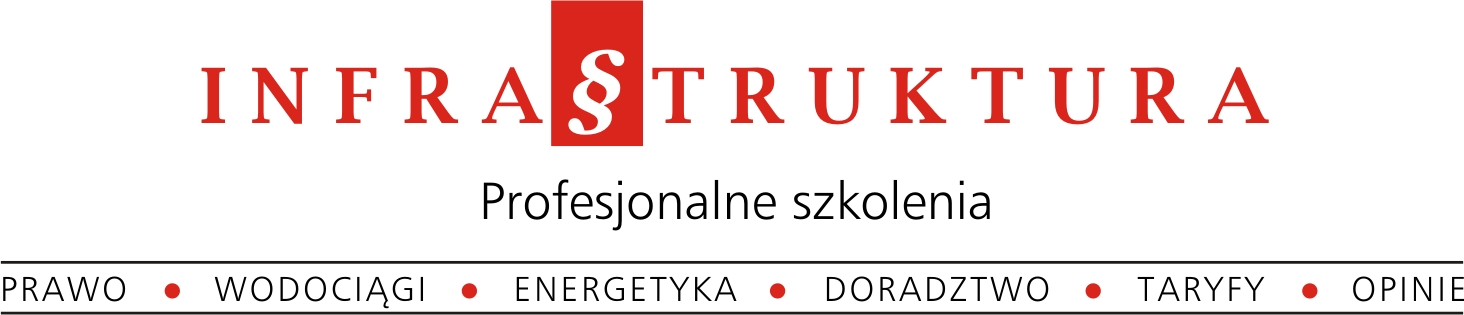 INFRA§TRUKTURA
Profesjonalne szkolenia
PRAWO • WODOCIĄGI • ENERGETYKA • DORADZTWO • TARYFY • OPINIE